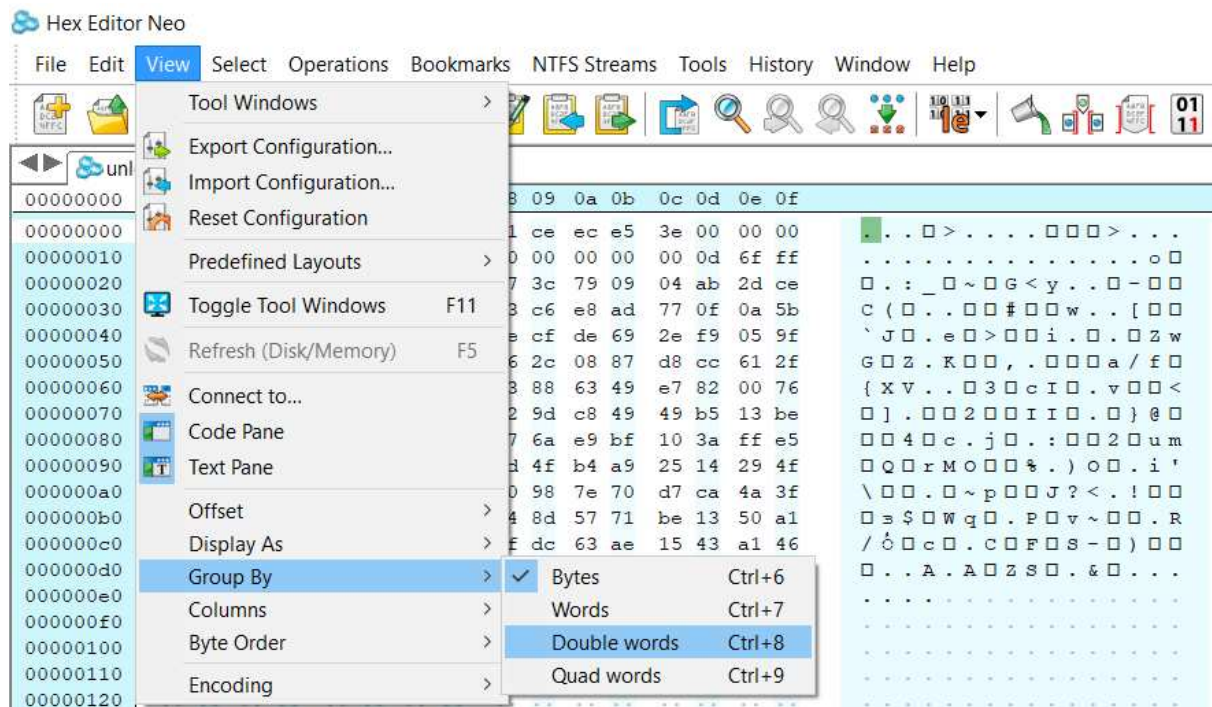 Hex Editor Neo
File Edit View Select Operations Bookmarks NTFS Streams Tools History Window Help
Tool Windows
Export Configuration...
Import Configuration...
Reset Configuration
Predefined Layouts
Toggle Tool Windows F11
Refresh (Disk/Memory) F5
Connect to...
Code Pane
Text Pane
Offset
Display As
Group By
Columns
Byte Order
Encoding
Bytes Ctrl+6
Words Ctrl+7
Double words Ctrl+8
Quad words Ctrl+9
unl
00000000 09 0a 0b 0c 0d 0e 0f
00000000 ce ec e5 3e 00 00 00
00000010 00 00 00 00 0d 6f ff
00000020 3c 79 09 04 ab 2d ce
00000030 c6 e8 ad 77 0f 0a 5b
00000040 cf de 69 2e f9 05 9f
00000050 2c 08 87 d8 cc 61 2f
00000060 88 63 49 e7 82 00 76
00000070 9d c8 49 49 b5 13 be
00000080 6a e9 bf 10 3a ff e5
00000090 4f b4 a9 25 14 29 4f
000000a0 98 7e 70 d7 ca 4a 3f
000000b0 8d 57 71 be 13 50 a1
000000c0 dc 63 ae 15 43 a1 46
000000d0
000000e0
000000f0
00000100
00000110
00000120